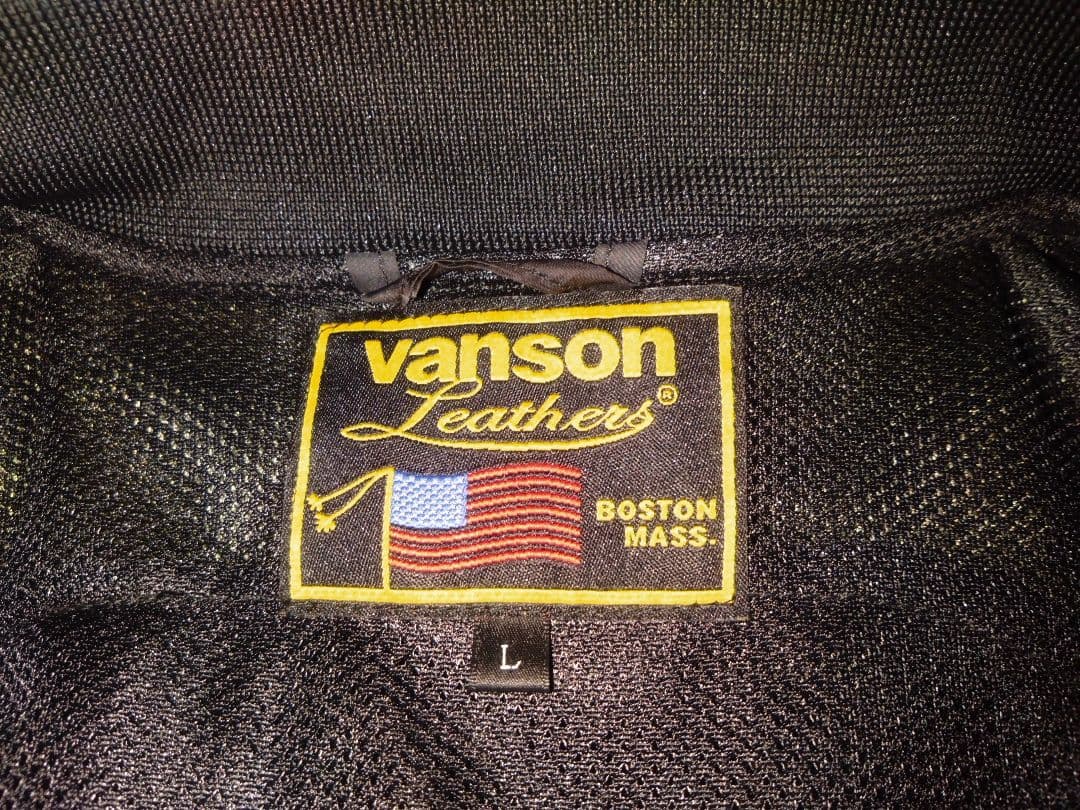 vanson
Leathers®
BOSTON
MASS.
L